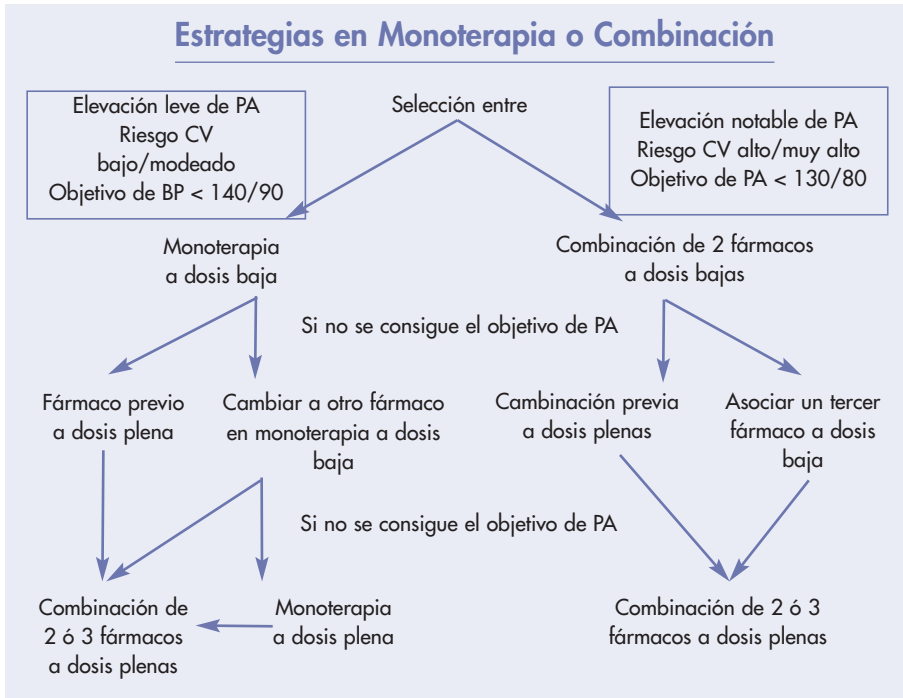 Estrategias en Monoterapia o Combinación
Elevación leve de PA
Riesgo CV
bajo/modeado
Objetivo de BP < 140/90
Selección entre
Elevación notable de PA
Riesgo CV alto/muy alto
Objetivo de PA < 130/80
Monoterapia
a dosis baja
Combinación de 2 fármacos
a dosis bajas
Si no se consigue el objetivo de PA
Fármaco previo
a dosis plena
Cambiar a otro fármaco
en monoterapia a dosis
baja
Cambinación previa
a dosis plenas
Asociar un tercer
fármaco a dosis
baja
Si no se consigue el objetivo de PA
Combinación de
2 ó 3 fármacos
a dosis plenas
Monoterapia
a dosis plena
Combinación de 2 ó 3
fármacos a dosis plenas